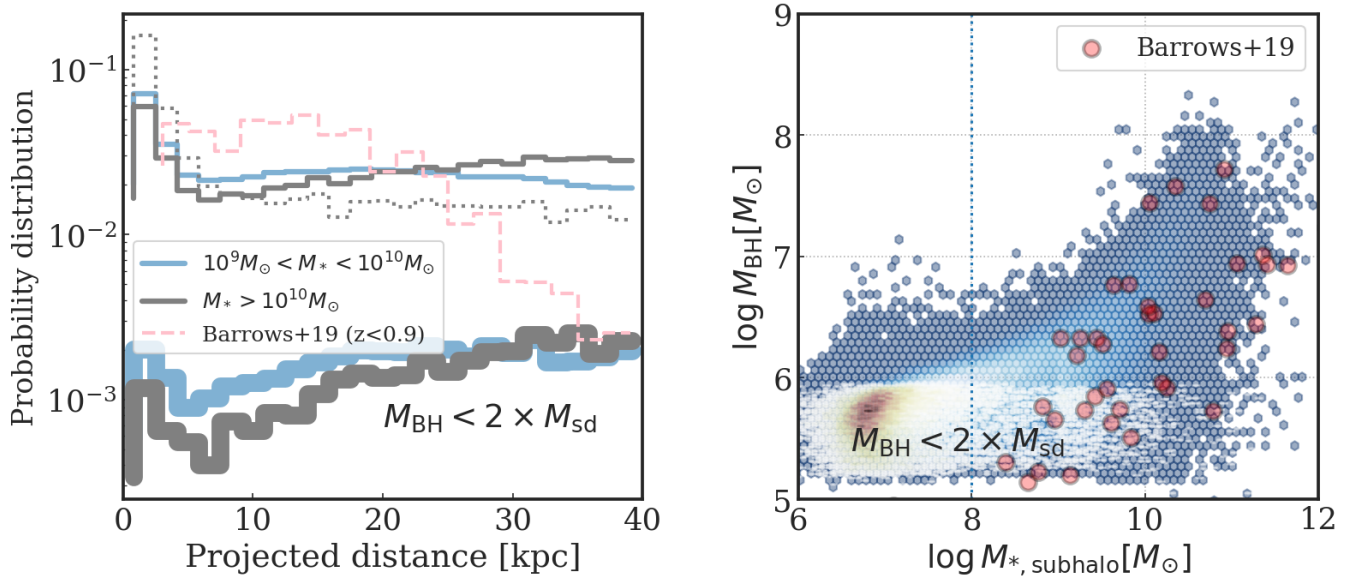 Probability distribution
10⁻¹
10⁻²
10⁻³
10⁹M⊙ < M* < 10¹⁰M⊙
M* > 10¹⁰M⊙
Barrows+19 (z<0.9)
M_BH < 2 × M_sd
0 10 20 30 40
Projected distance [kpc]
log M_BH[M⊙]
9
8
7
6
5
Barrows+19
M_BH < 2 × M_sd
6 8 10 12
log M_{*, subhalo}[M⊙]